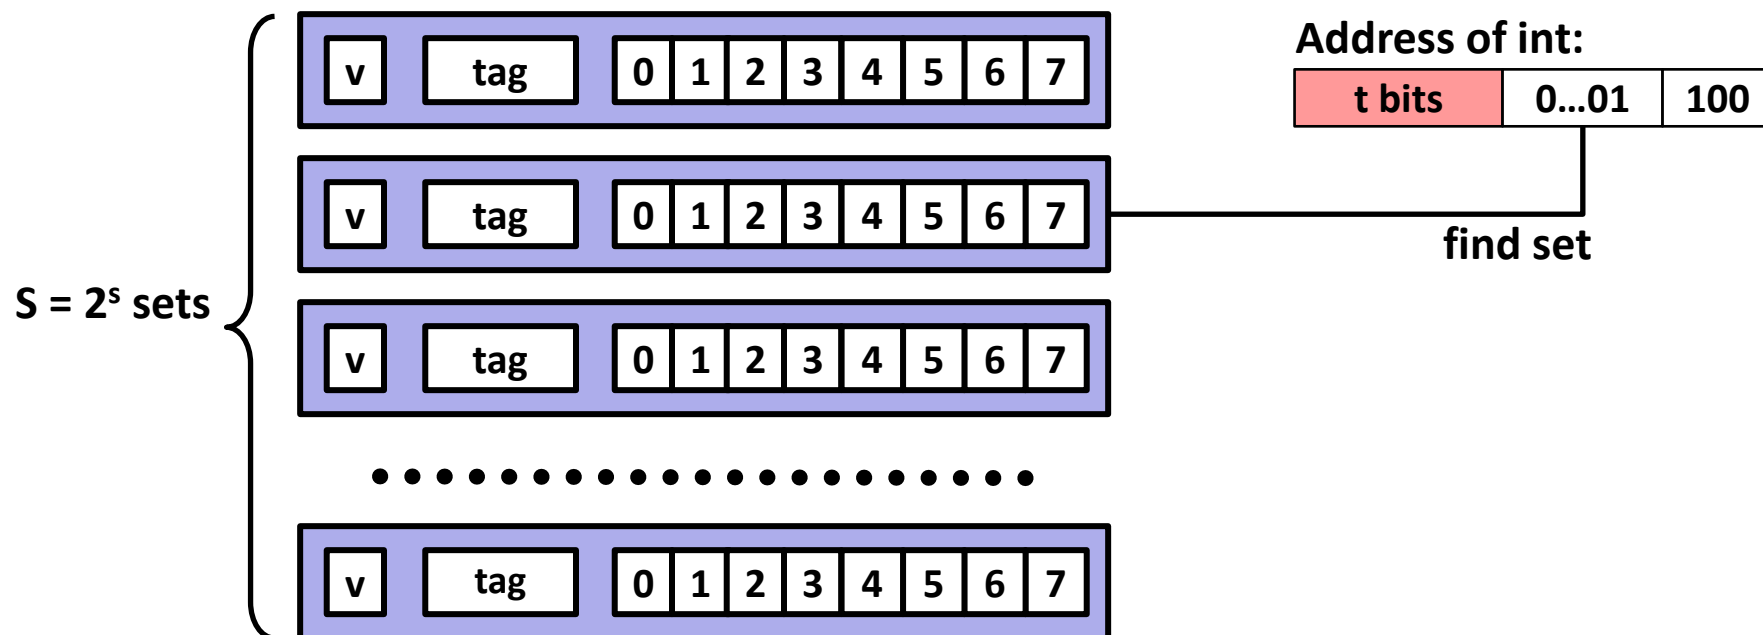 v tag 0 1 2 3 4 5 6 7
Address of int:
t bits 0...01 100
v tag 0 1 2 3 4 5 6 7
find set
S = 2ˢ sets
v tag 0 1 2 3 4 5 6 7
v tag 0 1 2 3 4 5 6 7